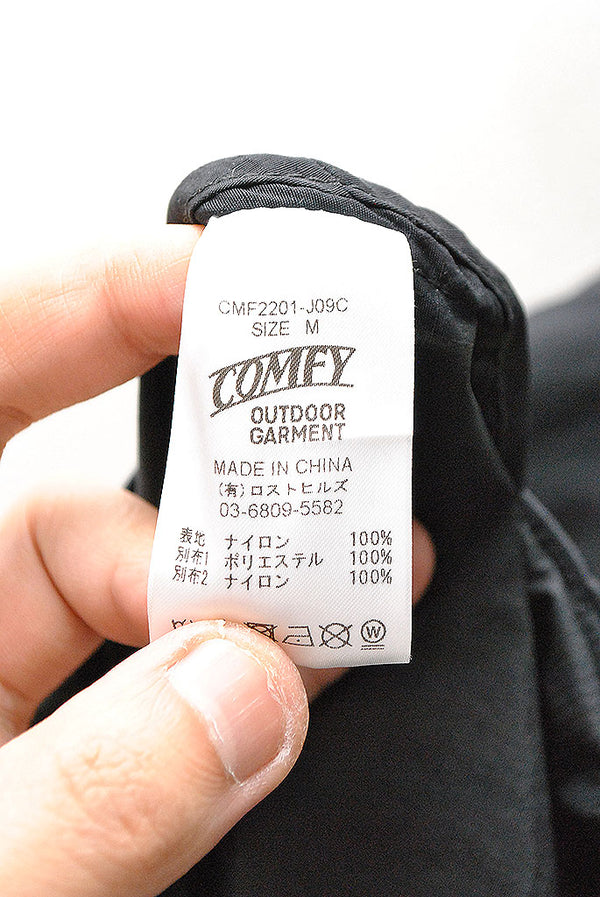 CMF2201-J09C
SIZE M
COMFY
OUTDOOR
GARMENT
MADE IN CHINA
(有)ロストヒルズ
03-6809-5582
表地 ナイロン 100%
別布1 ポリエステル 100%
別布2 ナイロン 100%
W